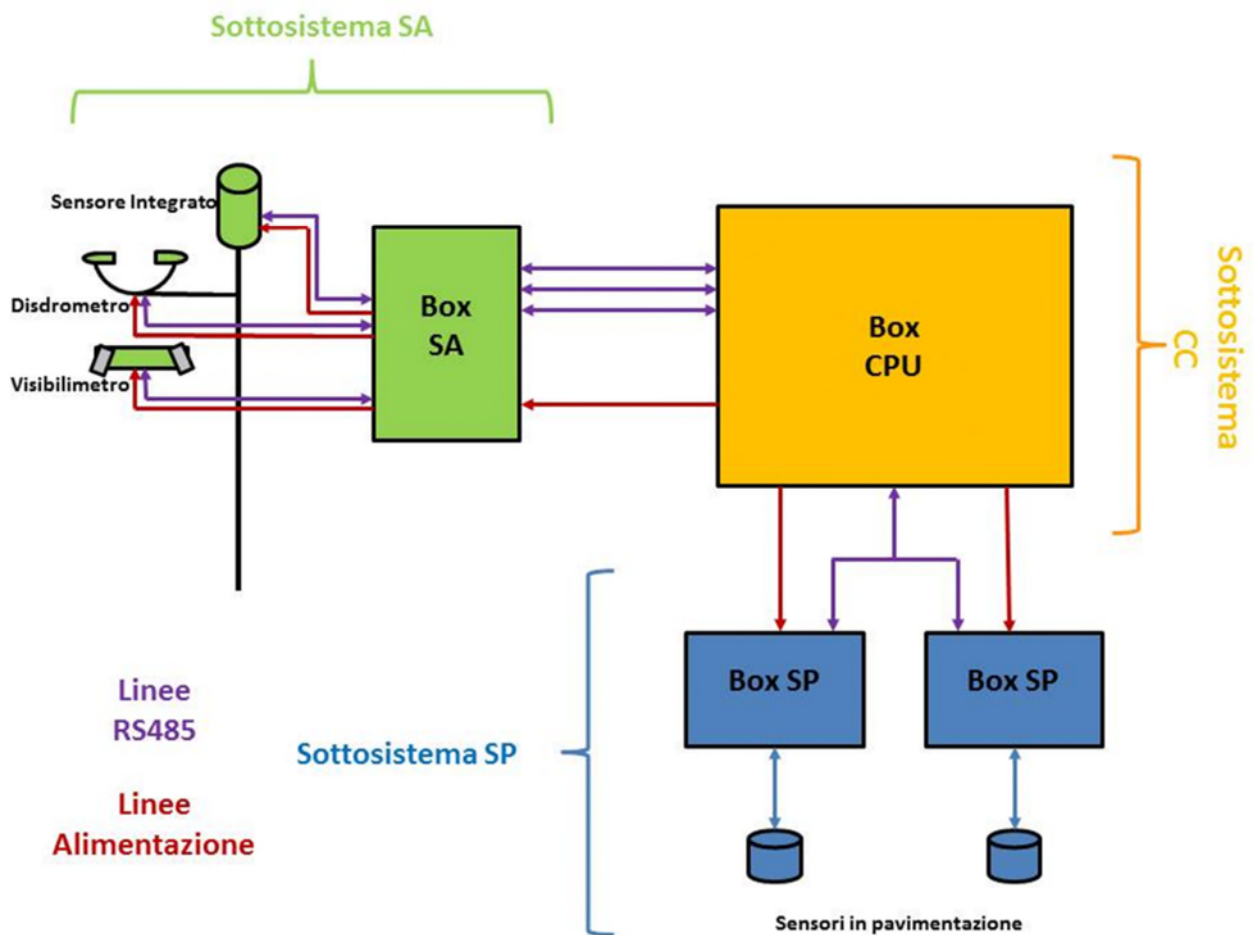 Sottosistema SA
Sensore Integrato
Disdrometro
Visibilimetro
Box
SA
Box
CPU
Sottosistema
CC
Box SP
Box SP
Linee
RS485
Sottosistema SP
Linee
Alimentazione
Sensori in pavimentazione